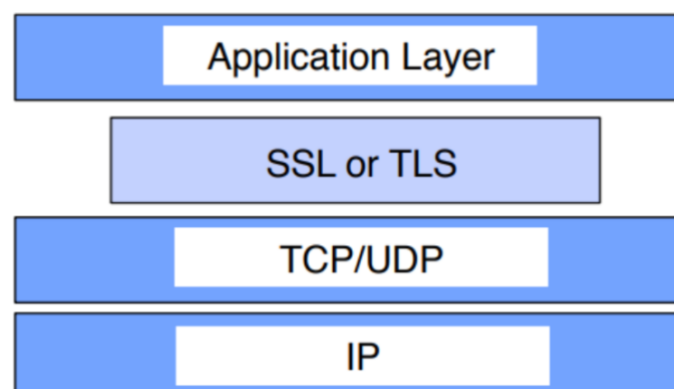 Application Layer
SSL or TLS
TCP/UDP
IP